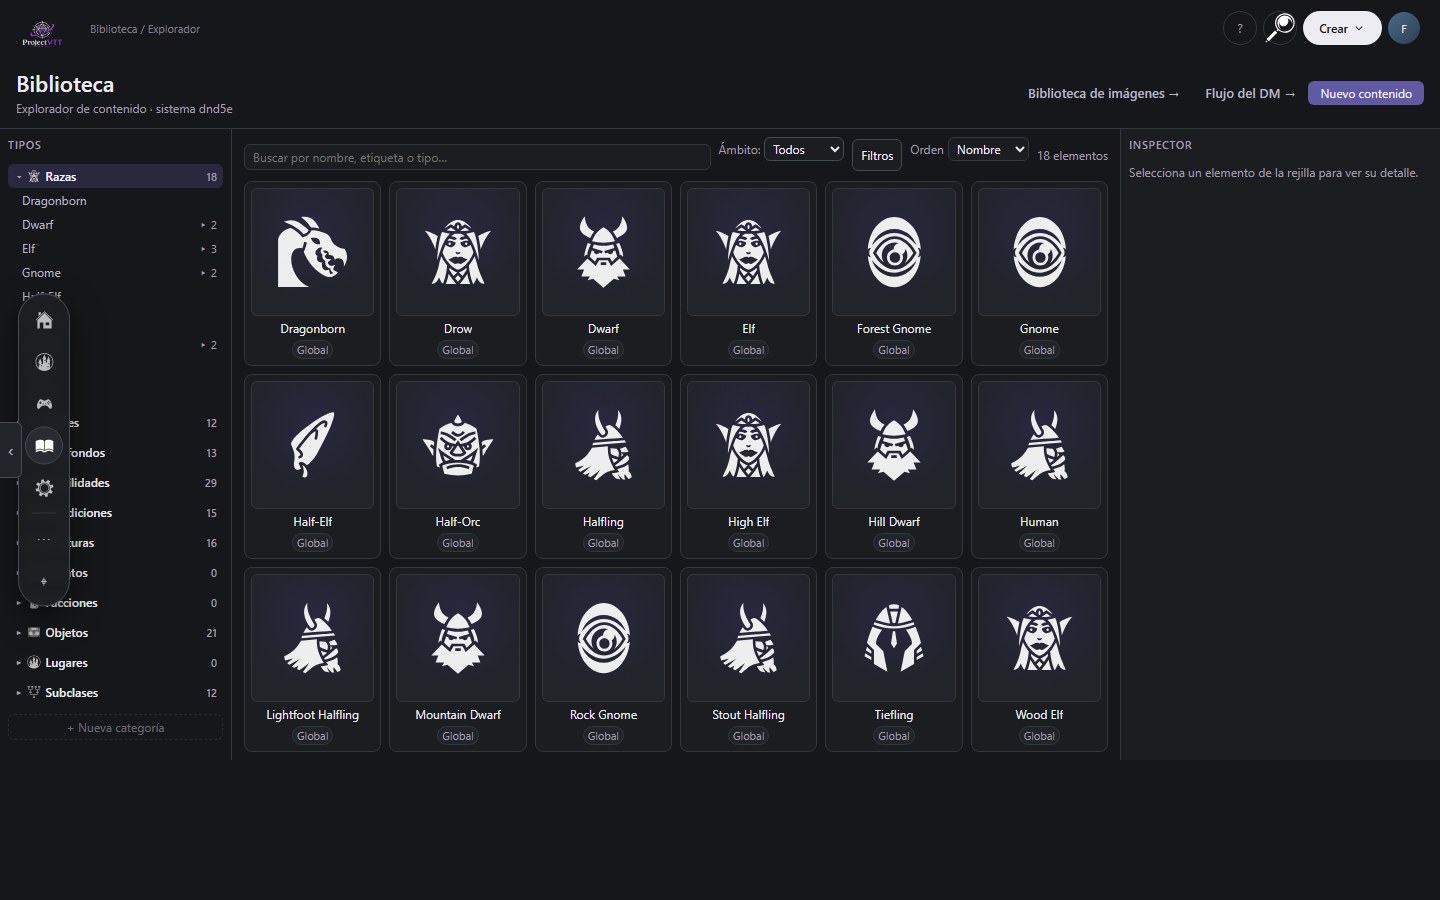 ProjectVTT
Biblioteca / Explorador
?
Crear
F
Biblioteca
Explorador de contenido · sistema dnd5e
Biblioteca de imágenes →
Flujo del DM →
Nuevo contenido
TIPOS
Razas 18
Dragonborn
Dwarf ▸ 2
Elf ▸ 3
Gnome ▸ 2
▸ 2
es 12
fondos 13
ilidades 29
diciones 15
turas 16
tos 0
acciones 0
Objetos 21
Lugares 0
Subclases 12
+ Nueva categoría
Buscar por nombre, etiqueta o tipo...
Ámbito: Todos
Filtros
Orden Nombre
18 elementos
Dragonborn
Global
Drow
Global
Dwarf
Global
Elf
Global
Forest Gnome
Global
Gnome
Global
Half-Elf
Global
Half-Orc
Global
Halfling
Global
High Elf
Global
Hill Dwarf
Global
Human
Global
Lightfoot Halfling
Global
Mountain Dwarf
Global
Rock Gnome
Global
Stout Halfling
Global
Tiefling
Global
Wood Elf
Global
INSPECTOR
Selecciona un elemento de la rejilla para ver su detalle.